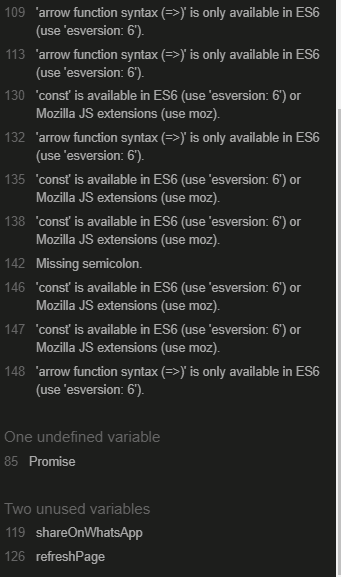 109 'arrow function syntax (=>)' is only available in ES6
(use 'esversion: 6').
113 'arrow function syntax (=>)' is only available in ES6
(use 'esversion: 6').
130 'const' is available in ES6 (use 'esversion: 6') or
Mozilla JS extensions (use moz).
132 'arrow function syntax (=>)' is only available in ES6
(use 'esversion: 6').
135 'const' is available in ES6 (use 'esversion: 6') or
Mozilla JS extensions (use moz).
138 'const' is available in ES6 (use 'esversion: 6') or
Mozilla JS extensions (use moz).
142 Missing semicolon.
146 'const' is available in ES6 (use 'esversion: 6') or
Mozilla JS extensions (use moz).
147 'const' is available in ES6 (use 'esversion: 6') or
Mozilla JS extensions (use moz).
148 'arrow function syntax (=>)' is only available in ES6
(use 'esversion: 6').
One undefined variable
85 Promise
Two unused variables
119 shareOnWhatsApp
126 refreshPage